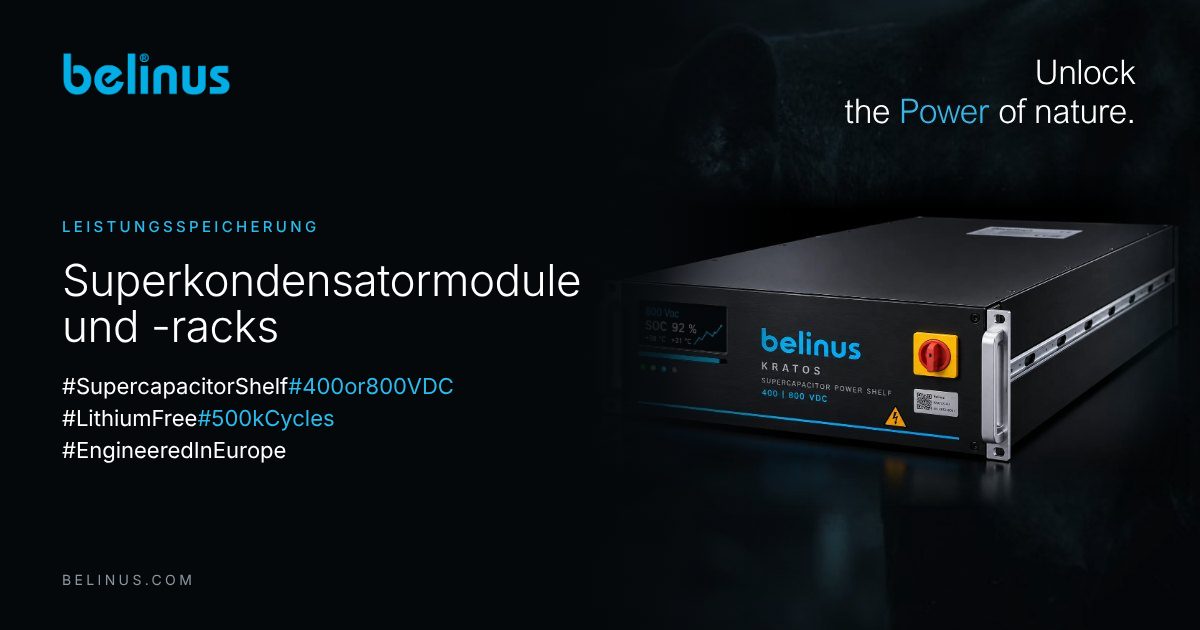 belinus®
Unlock
the Power of nature.
LEISTUNGSSPEICHERUNG
Superkondensatormodule
und -racks
#SupercapacitorShelf#400or800VDC
#LithiumFree#500kCycles
#EngineeredInEurope
800 Vdc
SOC 92 %
belinus
KRATOS
SUPERCAPACITOR POWER SHELF
400 | 800 VDC
BELINUS.COM